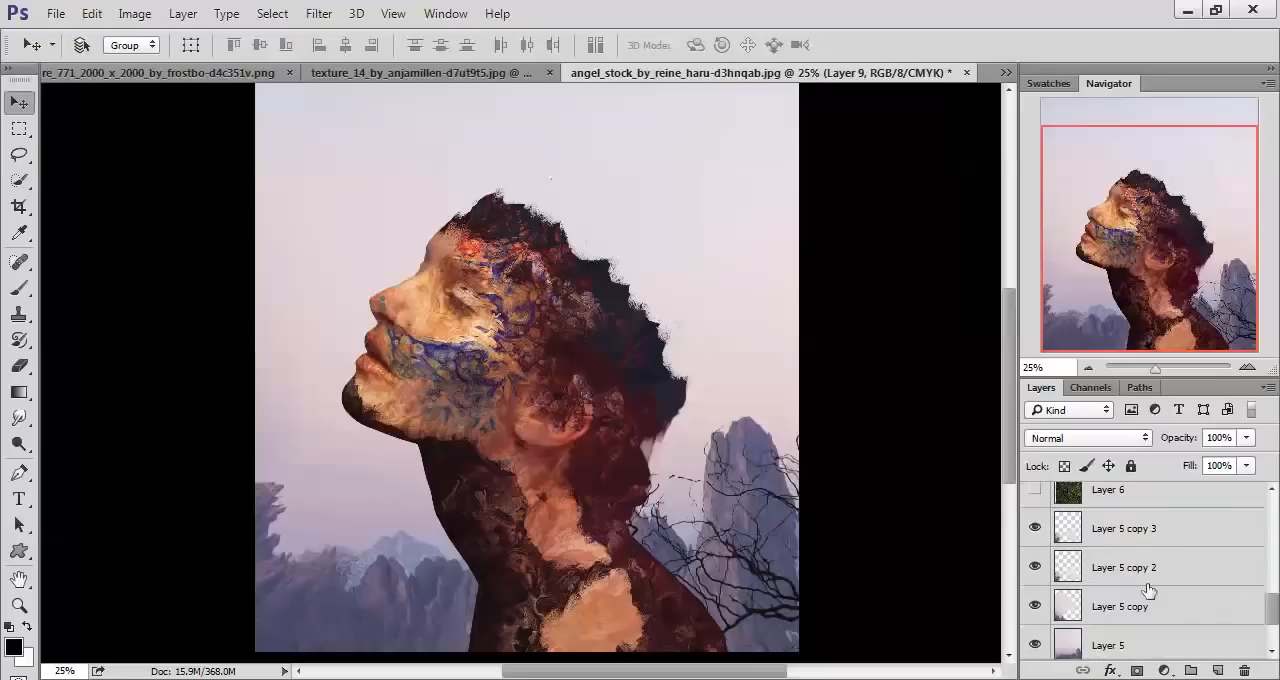 Ps File Edit Image Layer Type Select Filter 3D View Window Help
Group 3D Mode:
re_771_2000_x_2000_by_frostbo-d4c351v.png × texture_14_by_anjamillen-d7ut9t5.jpg @ ... × angel_stock_by_reine_haru-d3hnqab.jpg @ 25% (Layer 9, RGB/8/CMYK) * ×
Swatches Navigator
25%
Layers Channels Paths
Kind
Normal Opacity: 100%
Lock: Fill: 100%
Layer 6
Layer 5 copy 3
Layer 5 copy 2
Layer 5 copy
Layer 5
fx
25% Doc: 15.9M/368.0M